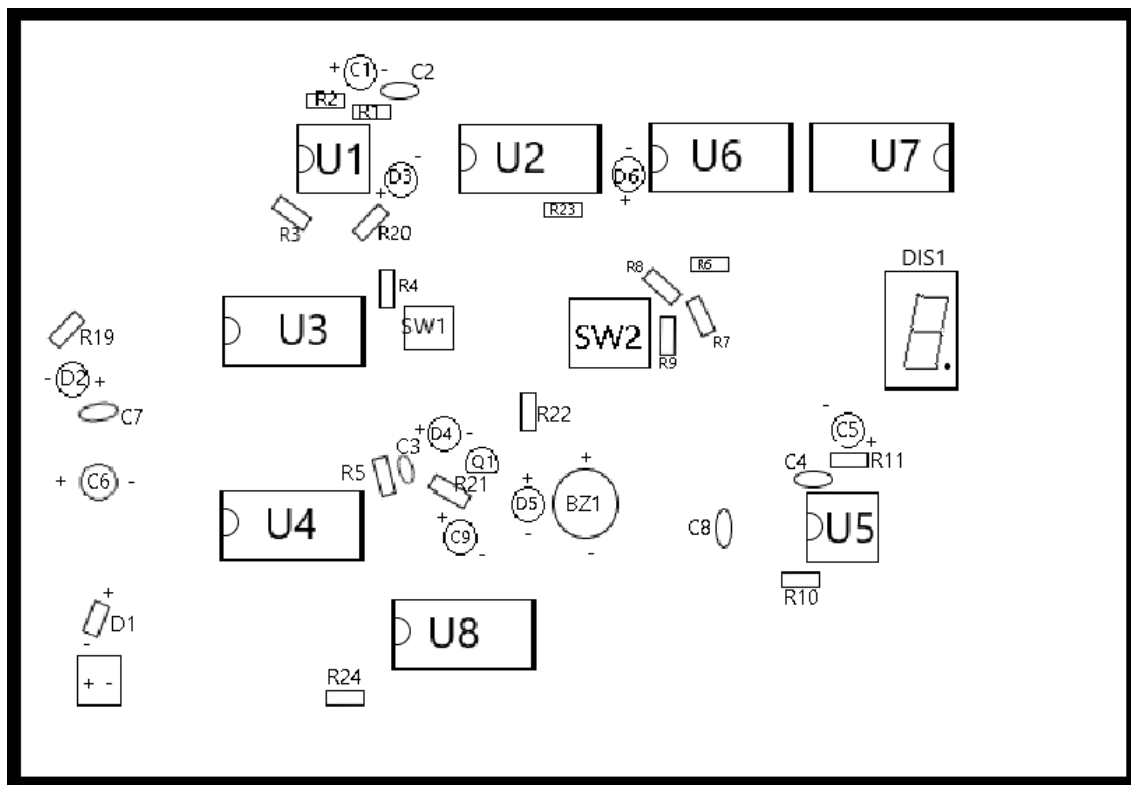 + C1 - C2
R2 R1
U1 U2 U6 U7
D3 -
+
- D6 +
R3 R20 R23
DIS1
R8 R6
R4 R7
U3 SW1 SW2 R9
R19
- D2 +
C7
R22
- C5 +
+ D4 -
C3 Q1
R5 R21
R11
C4
+ C6 -
+ D5 -
+ BZ1 -
U4
+ C9 -
C8 U5
R10
+ D1 -
U8
+ -
R24